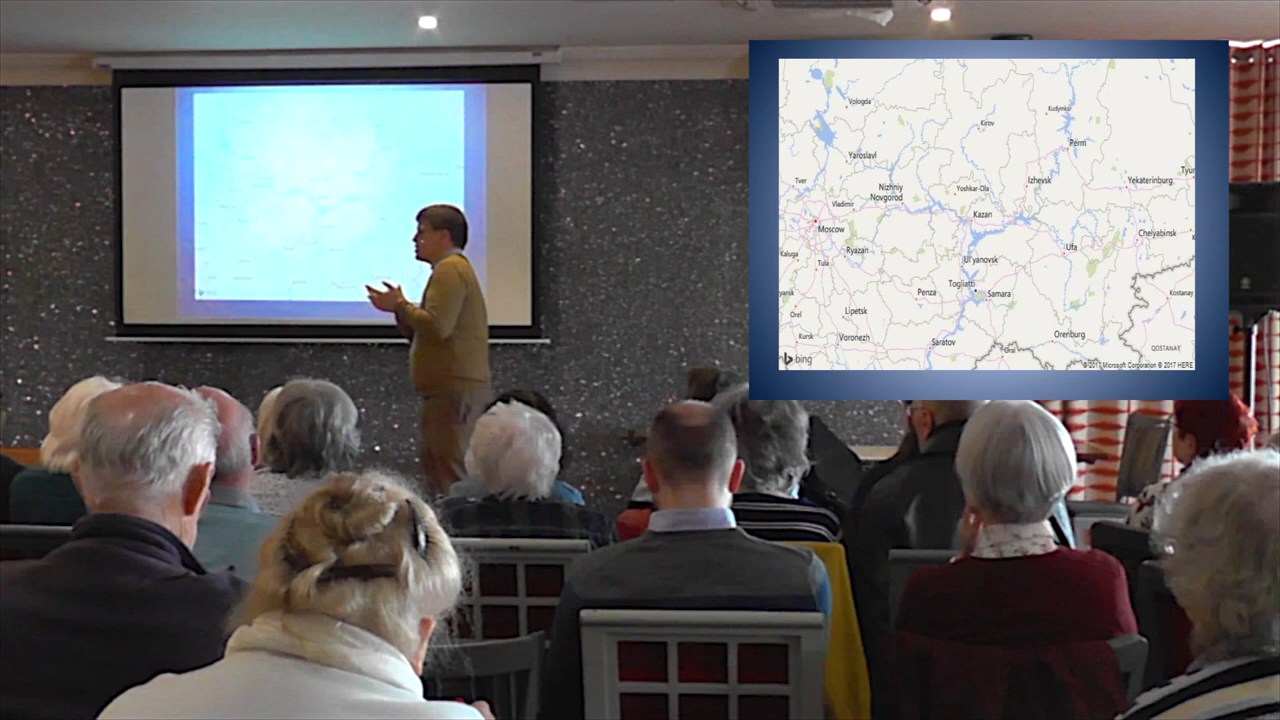 Vologda
Kudymkar
Kirov
Perm
Yaroslavl
Tver
Izhevsk
Yekaterinburg
Nizhniy
Novgorod
Yoshkar-Ola
Vladimir
Kazan
Moscow
Chelyabinsk
Ufa
Ryazan
Kaluga
Tula
Ul'yanovsk
Togliatti
Penza
Samara
Kostanay
Orel
Lipetsk
Kursk
Voronezh
Saratov
Orenburg
Oral
QOSTANAY
bing
© 2017 Microsoft Corporation © 2017 HERE